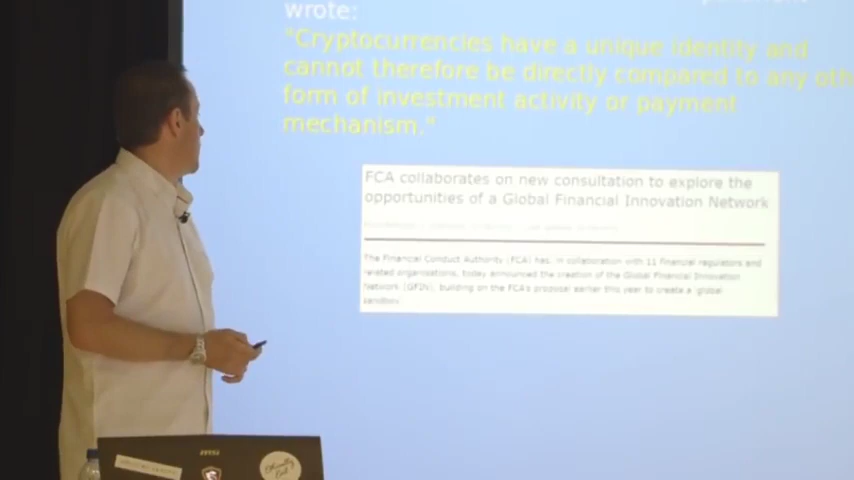 wrote:
"Cryptocurrencies have a unique identity and
cannot therefore be directly compared to any oth
form of investment activity or payment
mechanism."
FCA collaborates on new consultation to explore the
opportunities of a Global Financial Innovation Network
The Financial Conduct Authority (FCA) has, in collaboration with 11 financial regulators and
related organisations, today announced the creation of the Global Financial Innovation
Network (GFIN), building on the FCA's proposal earlier this year to create a global
sandbox.
msi